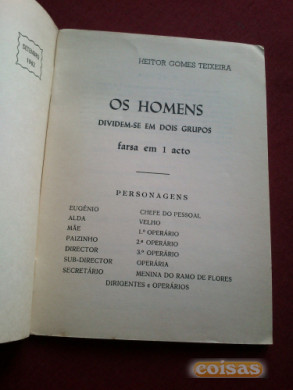 HEITOR GOMES TEIXEIRA
OS HOMENS
DIVIDEM-SE EM DOIS GRUPOS
farsa em 1 acto
PERSONAGENS
EUGÉNIO
ALDA
MÃE
PAIZINHO
DIRECTOR
SUB-DIRECTOR
SECRETÁRIO
CHEFE DO PESSOAL
VELHO
1.º OPERÁRIO
2.º OPERÁRIO
3.º OPERÁRIO
OPERÁRIA
MENINA DO RAMO DE FLORES
DIRIGENTES e OPERÁRIOS
coisas